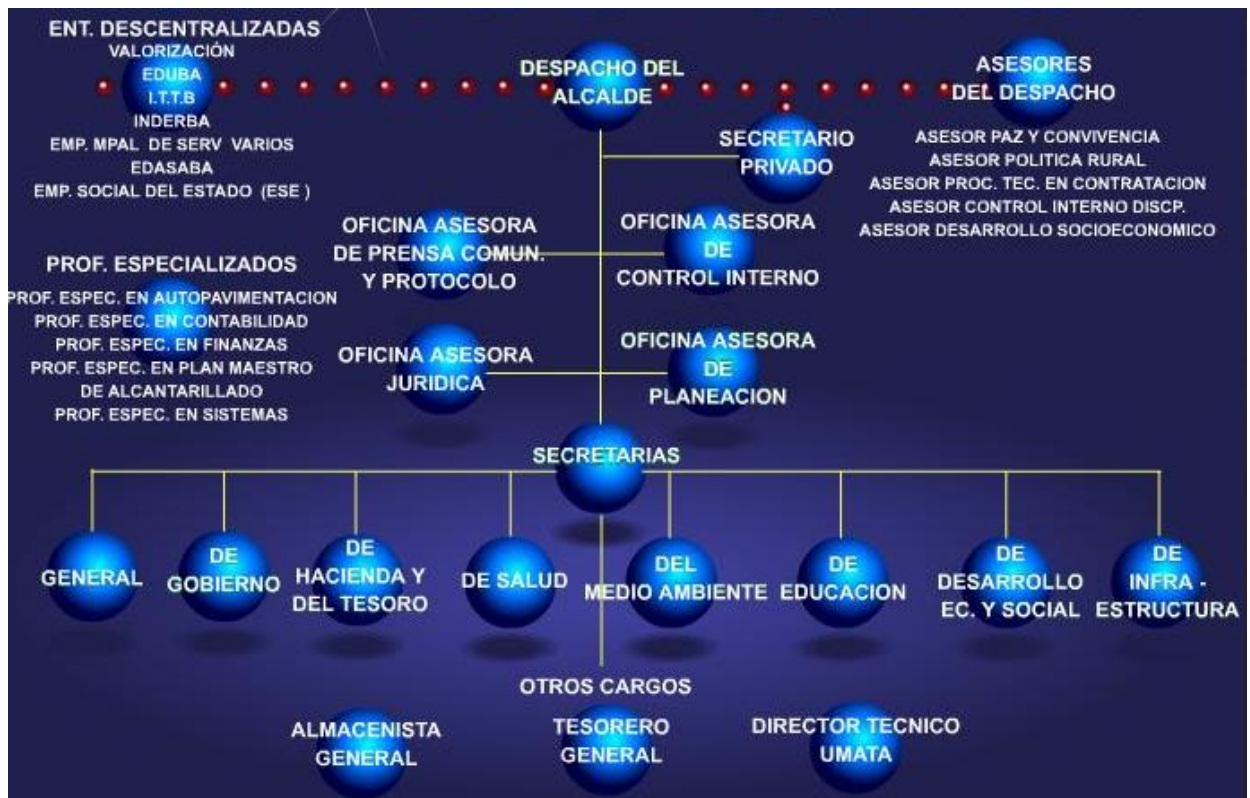 ENT. DESCENTRALIZADAS
VALORIZACIÓN
EDUBA
I.T.T.B
INDERBA
EMP. MPAL DE SERV VARIOS
EDASABA
EMP. SOCIAL DEL ESTADO (ESE )
DESPACHO DEL
ALCALDE
ASESORES
DEL DESPACHO
ASESOR PAZ Y CONVIVENCIA
ASESOR POLITICA RURAL
ASESOR PROC. TEC. EN CONTRATACION
ASESOR CONTROL INTERNO DISCP.
ASESOR DESARROLLO SOCIOECONOMICO
SECRETARIO
PRIVADO
OFICINA ASESORA
DE PRENSA COMUN.
Y PROTOCOLO
OFICINA ASESORA
DE
CONTROL INTERNO
PROF. ESPECIALIZADOS
PROF. ESPEC. EN AUTOPAVIMENTACION
PROF. ESPEC. EN CONTABILIDAD
PROF. ESPEC. EN FINANZAS
PROF. ESPEC. EN PLAN MAESTRO
DE ALCANTARILLADO
PROF. ESPEC. EN SISTEMAS
OFICINA ASESORA
JURIDICA
OFICINA ASESORA
DE
PLANEACION
SECRETARIAS
GENERAL
DE
GOBIERNO
DE
HACIENDA Y
DEL TESORO
DE SALUD
DEL
MEDIO AMBIENTE
DE
EDUCACION
DE
DESARROLLO
EC. Y SOCIAL
DE
INFRA -
ESTRUCTURA
OTROS CARGOS
ALMACENISTA
GENERAL
TESORERO
GENERAL
DIRECTOR TECNICO
UMATA